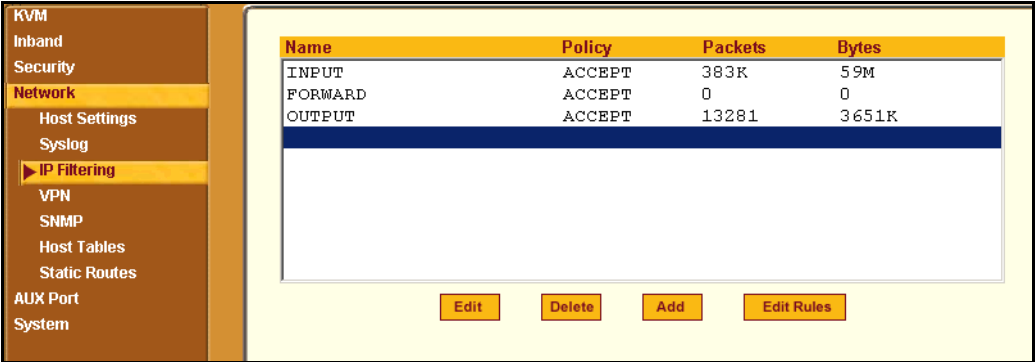 KVM
Inband
Security
Network
Host Settings
Syslog
IP Filtering
VPN
SNMP
Host Tables
Static Routes
AUX Port
System
Name Policy Packets Bytes
INPUT ACCEPT 383K 59M
FORWARD ACCEPT 0 0
OUTPUT ACCEPT 13281 3651K
Edit Delete Add Edit Rules